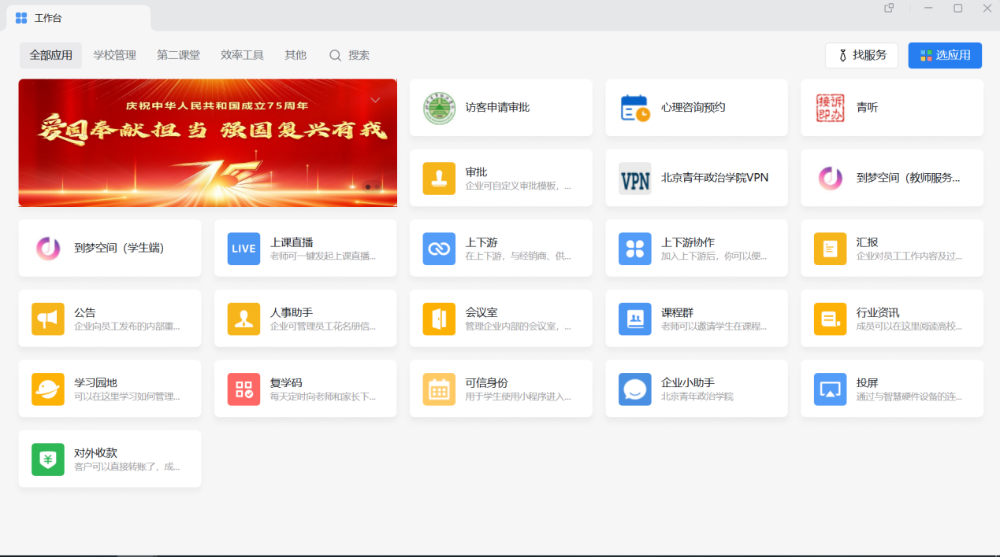 工作台
全部应用 学校管理 第二课堂 效率工具 其他 搜索 找服务 选应用
庆祝中华人民共和国成立75周年
爱国奉献担当 强国复兴有我
75
访客申请审批
心理咨询预约
接诉即办
青听
审批
企业可自定义审批模板，...
VPN
北京青年政治学院VPN
到梦空间（教师服务...
到梦空间（学生端）
LIVE
上课直播
老师可一键发起上课直播...
上下游
在上下游，与经销商、供...
上下游协作
加入上下游后，你可以便...
汇报
企业对员工工作内容及过...
公告
企业向员工发布的内部重...
人事助手
企业可管理员工花名册信...
会议室
管理企业内部的会议室，...
课程群
老师可以邀请学生在课程...
行业资讯
成员可以在这里阅读高校...
学习园地
可以在这里学习如何管理...
复学码
每天定时向老师和家长下...
可信身份
用于学生使用小程序进入...
企业小助手
北京青年政治学院
投屏
通过与智慧硬件设备的连...
¥
对外收款
客户可以直接转账了，成...